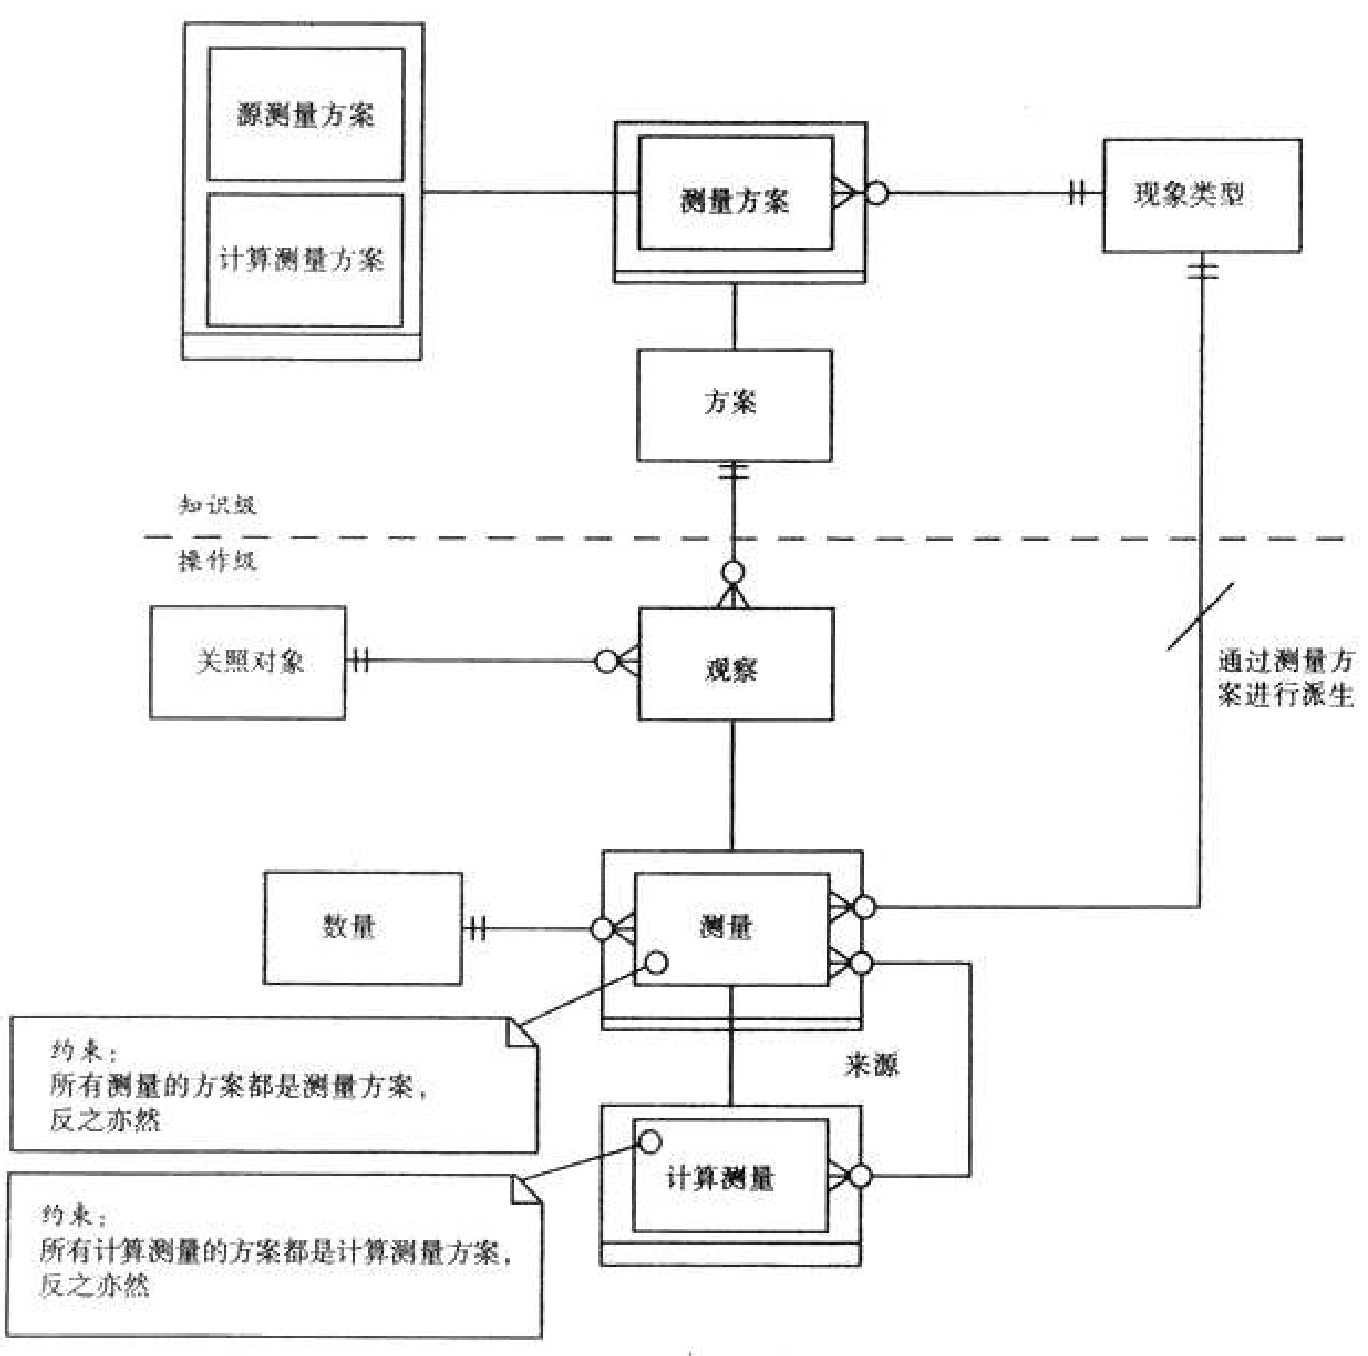 源测量方案
计算测量方案
测量方案
现象类型
方案
知识级
操作级
关照对象
观察
通过测量方
案进行派生
数量
测量
约束：
所有测量的方案都是测量方案，
反之亦然
来源
计算测量
约束：
所有计算测量的方案都是计算测量方案，
反之亦然